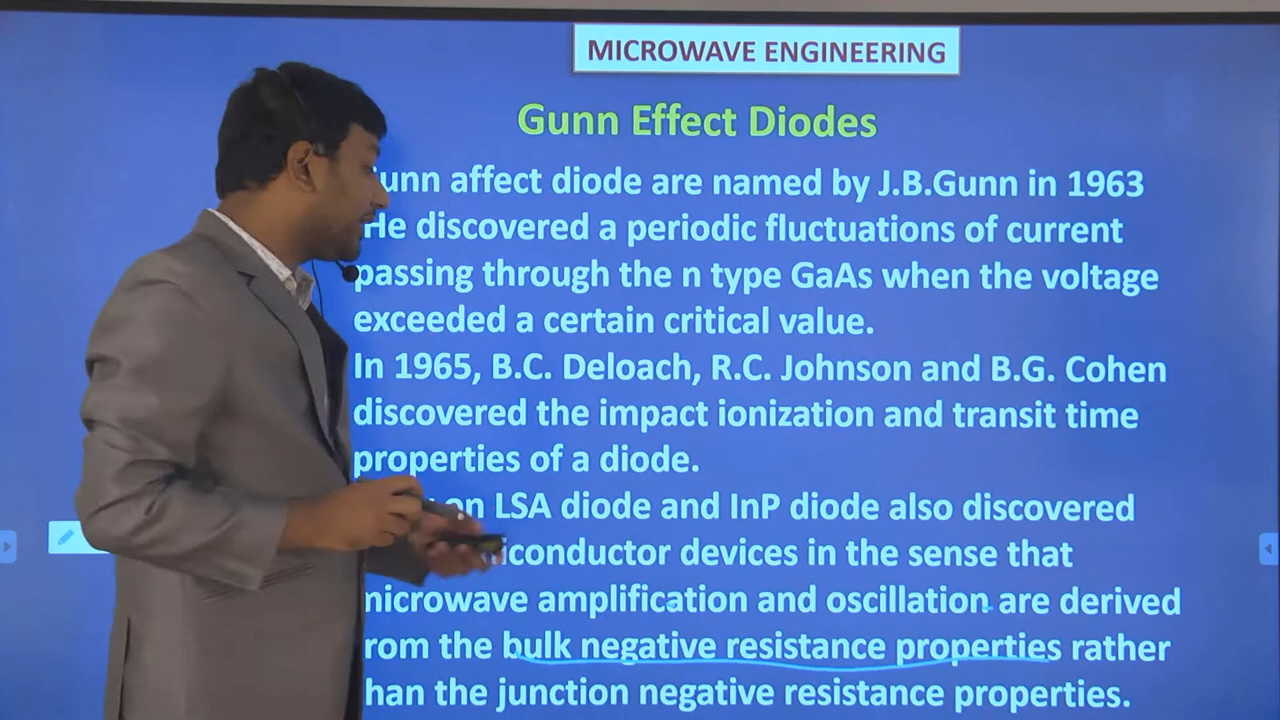 MICROWAVE ENGINEERING
Gunn Effect Diodes
unn affect diode are named by J.B.Gunn in 1963
He discovered a periodic fluctuations of current
passing through the n type GaAs when the voltage
exceeded a certain critical value.
In 1965, B.C. Deloach, R.C. Johnson and B.G. Cohen
discovered the impact ionization and transit time
properties of a diode.
on LSA diode and InP diode also discovered
iconductor devices in the sense that
microwave amplification and oscillation are derived
rom the bulk negative resistance properties rather
han the junction negative resistance properties.